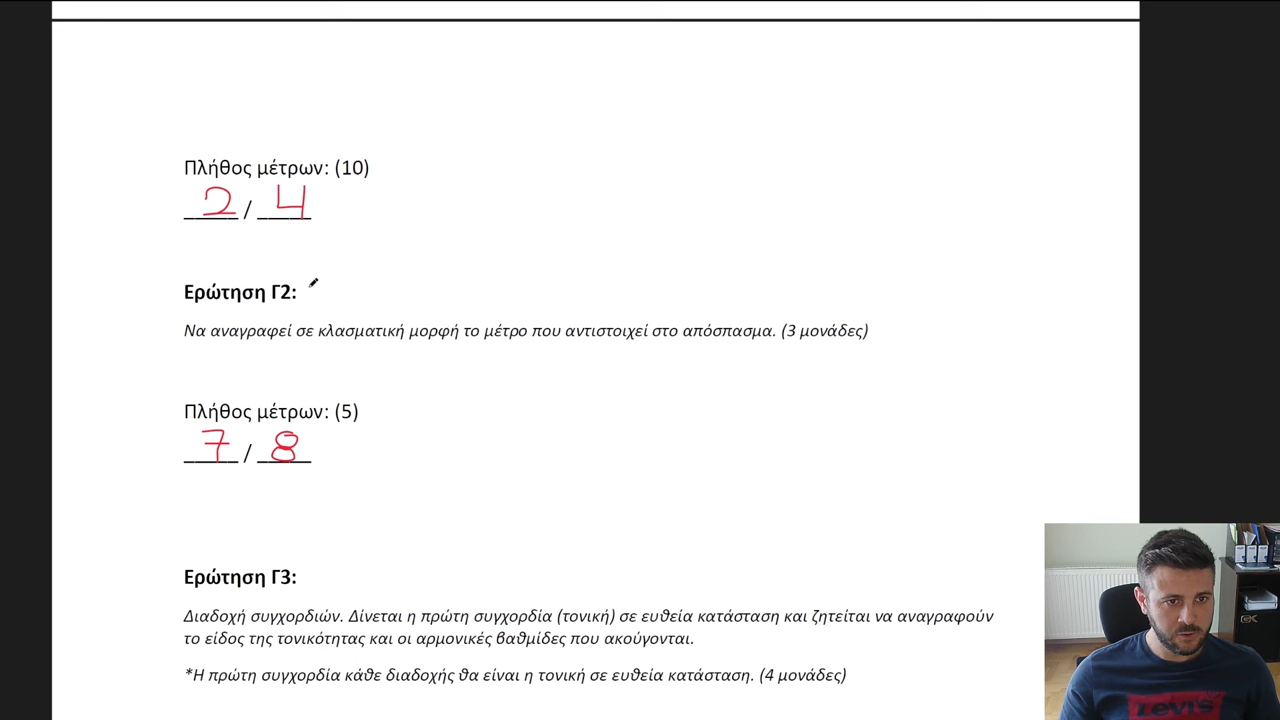 Πλήθος μέτρων: (10)
2 / 4
Ερώτηση Γ2:
Να αναγραφεί σε κλασματική μορφή το μέτρο που αντιστοιχεί στο απόσπασμα. (3 μονάδες)
Πλήθος μέτρων: (5)
7 / 8
Ερώτηση Γ3:
Διαδοχή συγχορδιών. Δίνεται η πρώτη συγχορδία (τονική) σε ευθεία κατάσταση και ζητείται να αναγραφούν
το είδος της τονικότητας και οι αρμονικές βαθμίδες που ακούγονται.
*Η πρώτη συγχορδία κάθε διαδοχής θα είναι η τονική σε ευθεία κατάσταση. (4 μονάδες)
Levi's